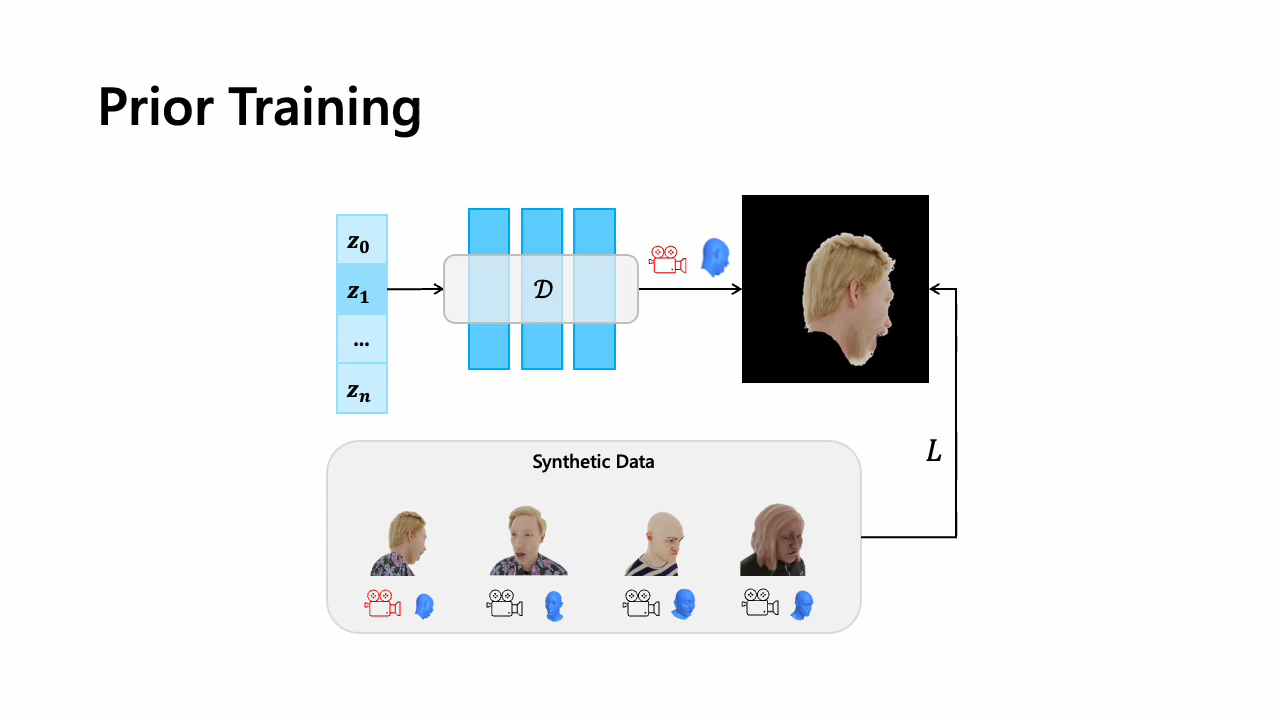 Prior Training
z₀
z₁
...
zₙ
𝒟
L
Synthetic Data